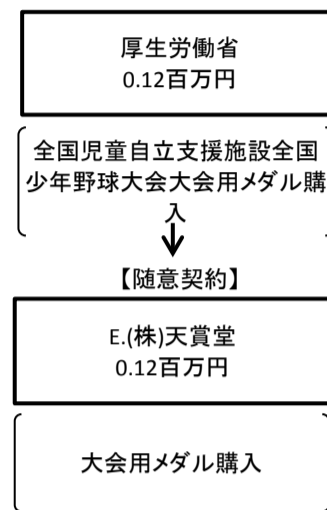 厚生労働省
0.12百万円
全国児童自立支援施設全国
少年野球大会大会用メダル購
入
【随意契約】
E.(株)天賞堂
0.12百万円
大会用メダル購入